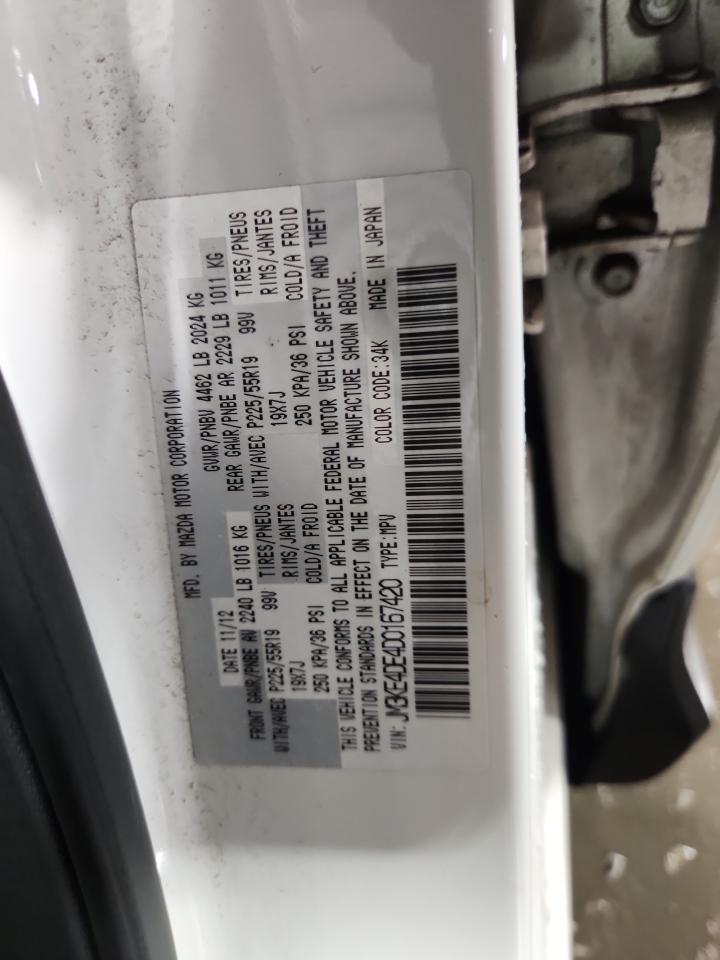 MFD. BY MAZDA MOTOR CORPORATION
DATE 11/12 GVWR/PNBV 4462 LB 2024 KG
FRONT GAWR/PNBE AV 2240 LB 1016 KG REAR GAWR/PNBE AR 2229 LB 1011 KG
WITH/AVEC P225/55R19 99V TIRES/PNEUS WITH/AVEC P225/55R19 99V TIRES/PNEUS
19X7J RIMS/JANTES 19X7J RIMS/JANTES
250 KPA/36 PSI COLD/A FROID 250 KPA/36 PSI COLD/A FROID
THIS VEHICLE CONFORMS TO ALL APPLICABLE FEDERAL MOTOR VEHICLE SAFETY AND THEFT
PREVENTION STANDARDS IN EFFECT ON THE DATE OF MANUFACTURE SHOWN ABOVE.
VIN: JM3KE4DE4D0167420 TYPE:MPV COLOR CODE:34K MADE IN JAPAN